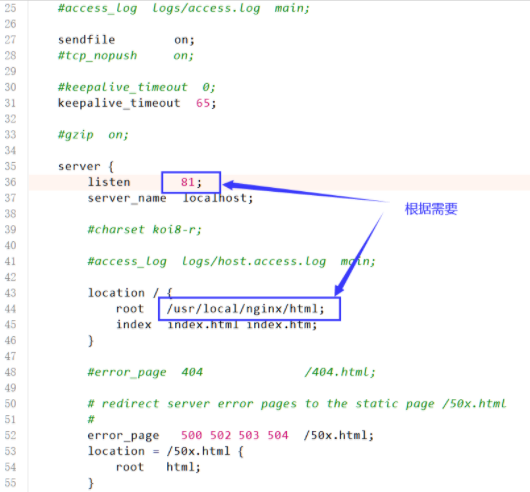 25 #access_log logs/access.log main;
26
27 sendfile on;
28 #tcp_nopush on;
29
30 #keepalive_timeout 0;
31 keepalive_timeout 65;
32
33 #gzip on;
34
35 server {
36 listen 81;
37 server_name localhost;
根据需要
38
39 #charset koi8-r;
40
41 #access_log logs/host.access.log main;
42
43 location / {
44 root /usr/local/nginx/html;
45 index index.html index.htm;
46 }
47
48 #error_page 404 /404.html;
49
50 # redirect server error pages to the static page /50x.html
51 #
52 error_page 500 502 503 504 /50x.html;
53 location = /50x.html {
54 root html;
55 }